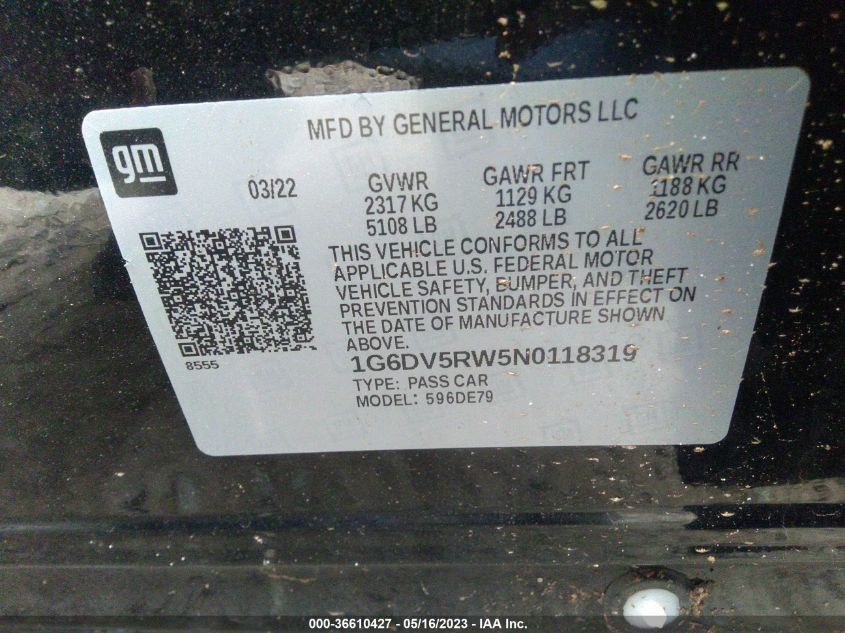 MFD BY GENERAL MOTORS LLC
gm
03/22
GVWR
2317 KG
5108 LB
GAWR FRT
1129 KG
2488 LB
GAWR RR
1188 KG
2620 LB
THIS VEHICLE CONFORMS TO ALL
APPLICABLE U.S. FEDERAL MOTOR
VEHICLE SAFETY, BUMPER, AND THEFT
PREVENTION STANDARDS IN EFFECT ON
THE DATE OF MANUFACTURE SHOWN
ABOVE.
8555
1G6DV5RW5N0118319
TYPE: PASS CAR
MODEL: 596DE79
000-36610427 - 05/16/2023 - © IAA Inc.